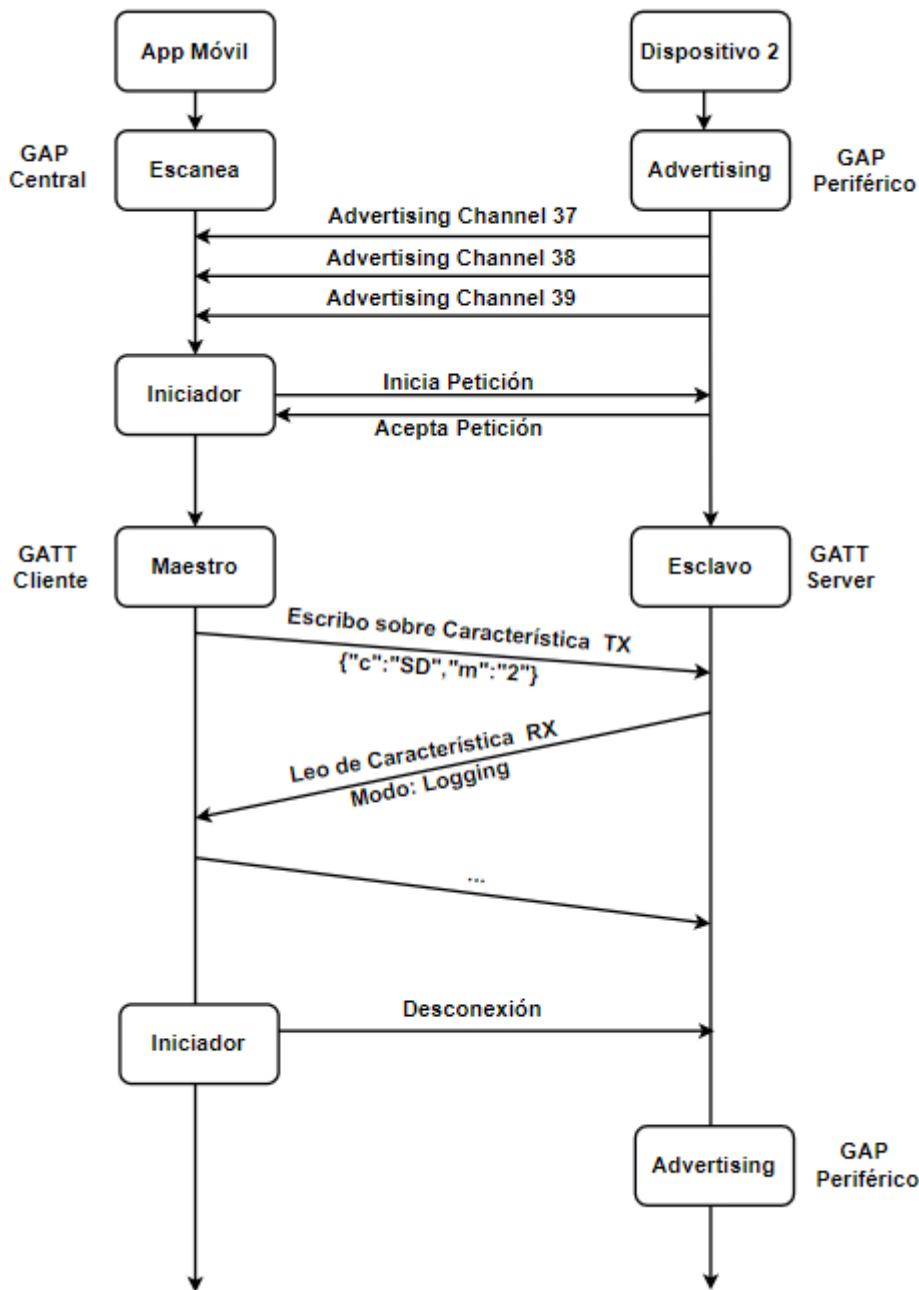 App Móvil
Dispositivo 2
GAP
Central
Escanea
Advertising
GAP
Periférico
Advertising Channel 37
Advertising Channel 38
Advertising Channel 39
Iniciador
Inicia Petición
Acepta Petición
GATT
Cliente
Maestro
Esclavo
GATT
Server
Escribo sobre Característica TX
{"c":"SD","m":"2"}
Leo de Característica RX
Modo: Logging
...
Iniciador
Desconexión
Advertising
GAP
Periférico